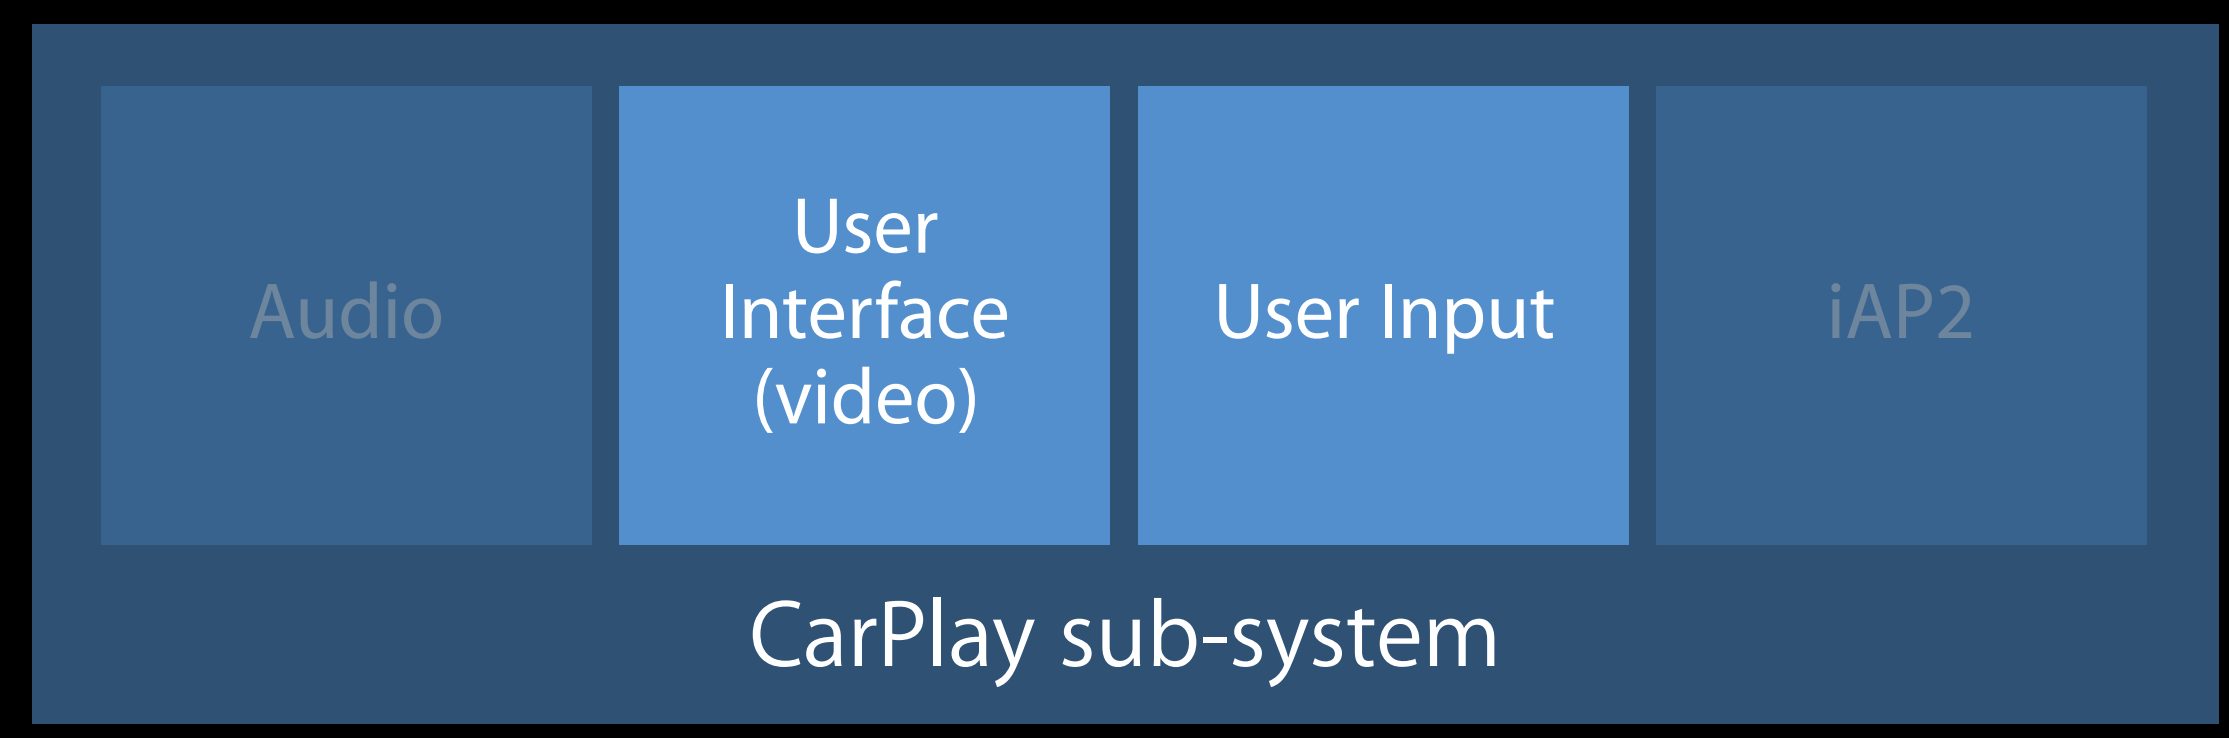 Audio
User
Interface
(video)
User Input
iAP2
CarPlay sub-system